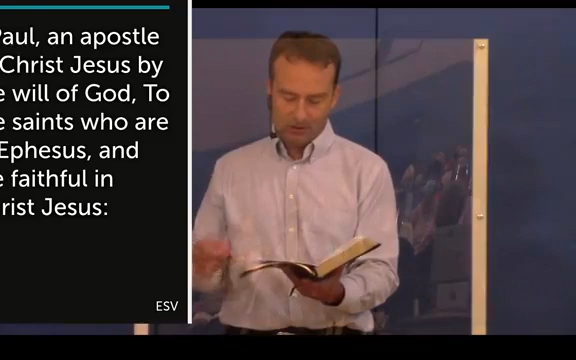 Paul, an apostle
Christ Jesus by
will of God, To
saints who are
Ephesus, and
faithful in
rist Jesus:
ESV